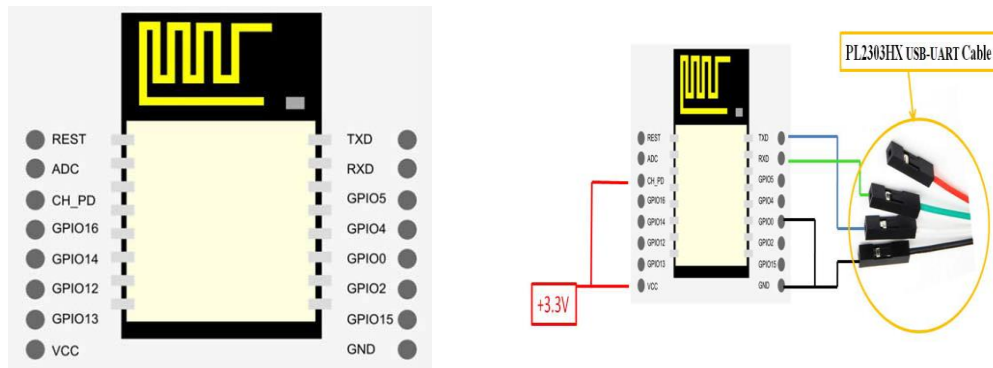 REST
ADC
CH_PD
GPIO16
GPIO14
GPIO12
GPIO13
VCC
TXD
RXD
GPIO5
GPIO4
GPIO0
GPIO2
GPIO15
GND
PL2303HX USB-UART Cable
REST
ADC
CH_PD
GPIO16
GPIO14
GPIO12
GPIO13
VCC
TXD
RXD
GPIO5
GPIO4
GPIO0
GPIO2
GPIO15
GND
+3.3V